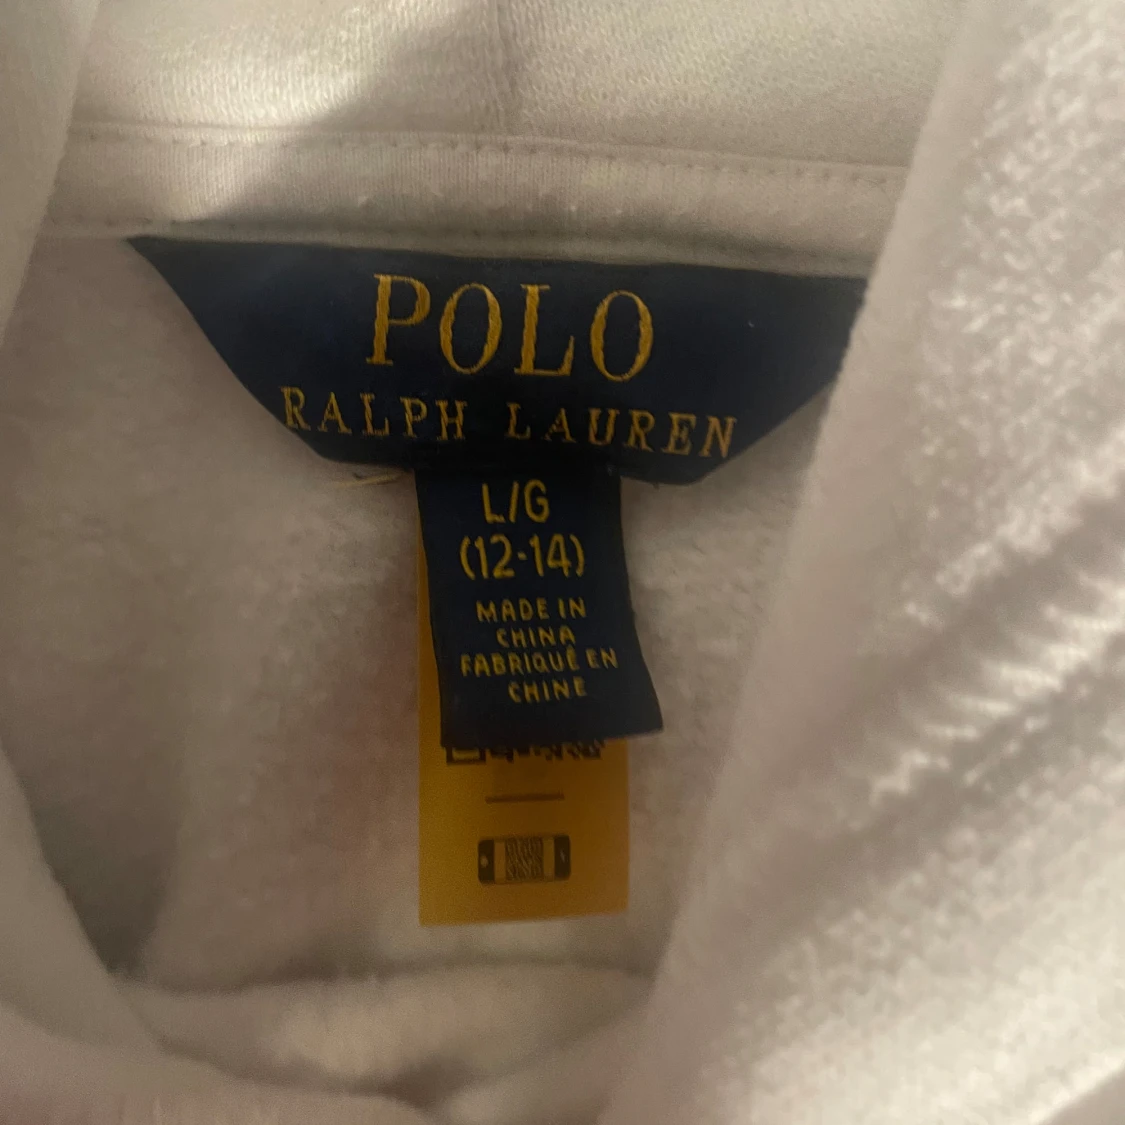 POLO
RALPH LAUREN
L/G
(12-14)
MADE IN
CHINA
FABRIQUÉ EN
CHINE